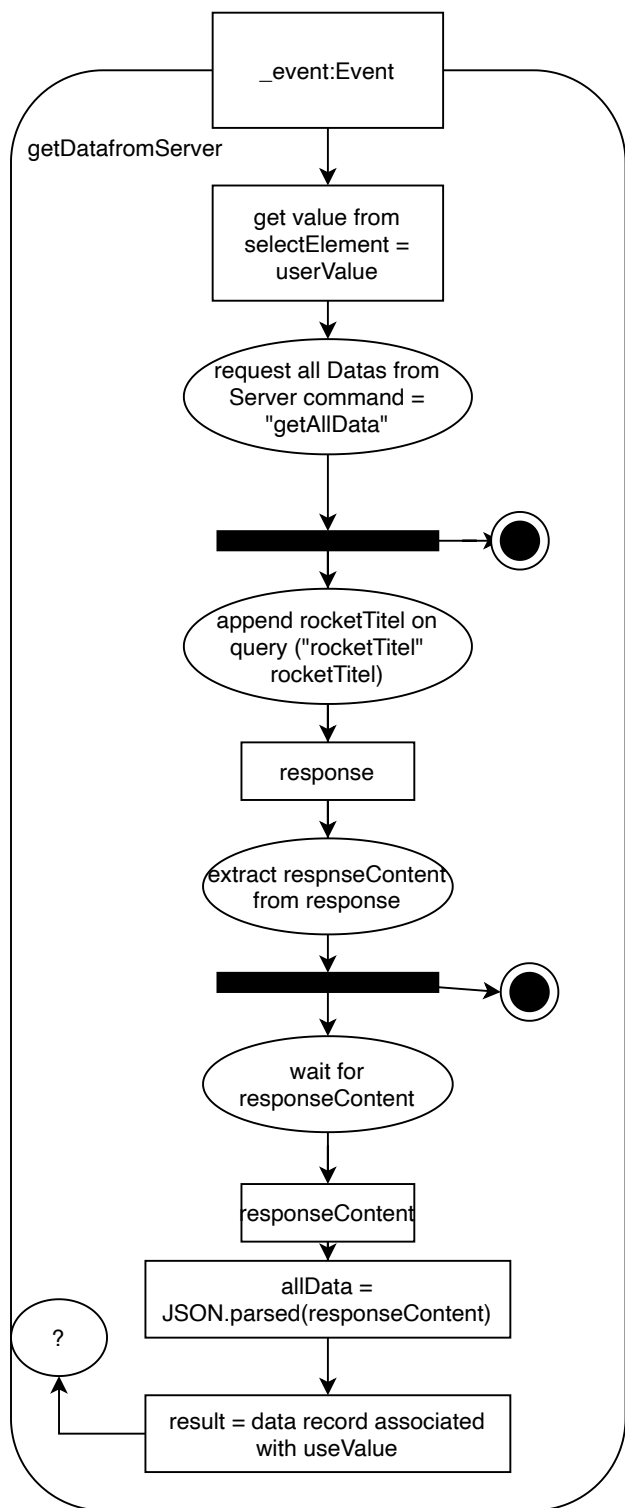 _event:Event
getDatafromServer
get value from
selectElement =
userValue
request all Datas from
Server command =
"getAllData"
append rocketTitel on
query ("rocketTitel"
rocketTitel)
response
extract respnseContent
from response
wait for
responseContent
responseContent
allData =
JSON.parsed(responseContent)
?
result = data record associated
with useValue